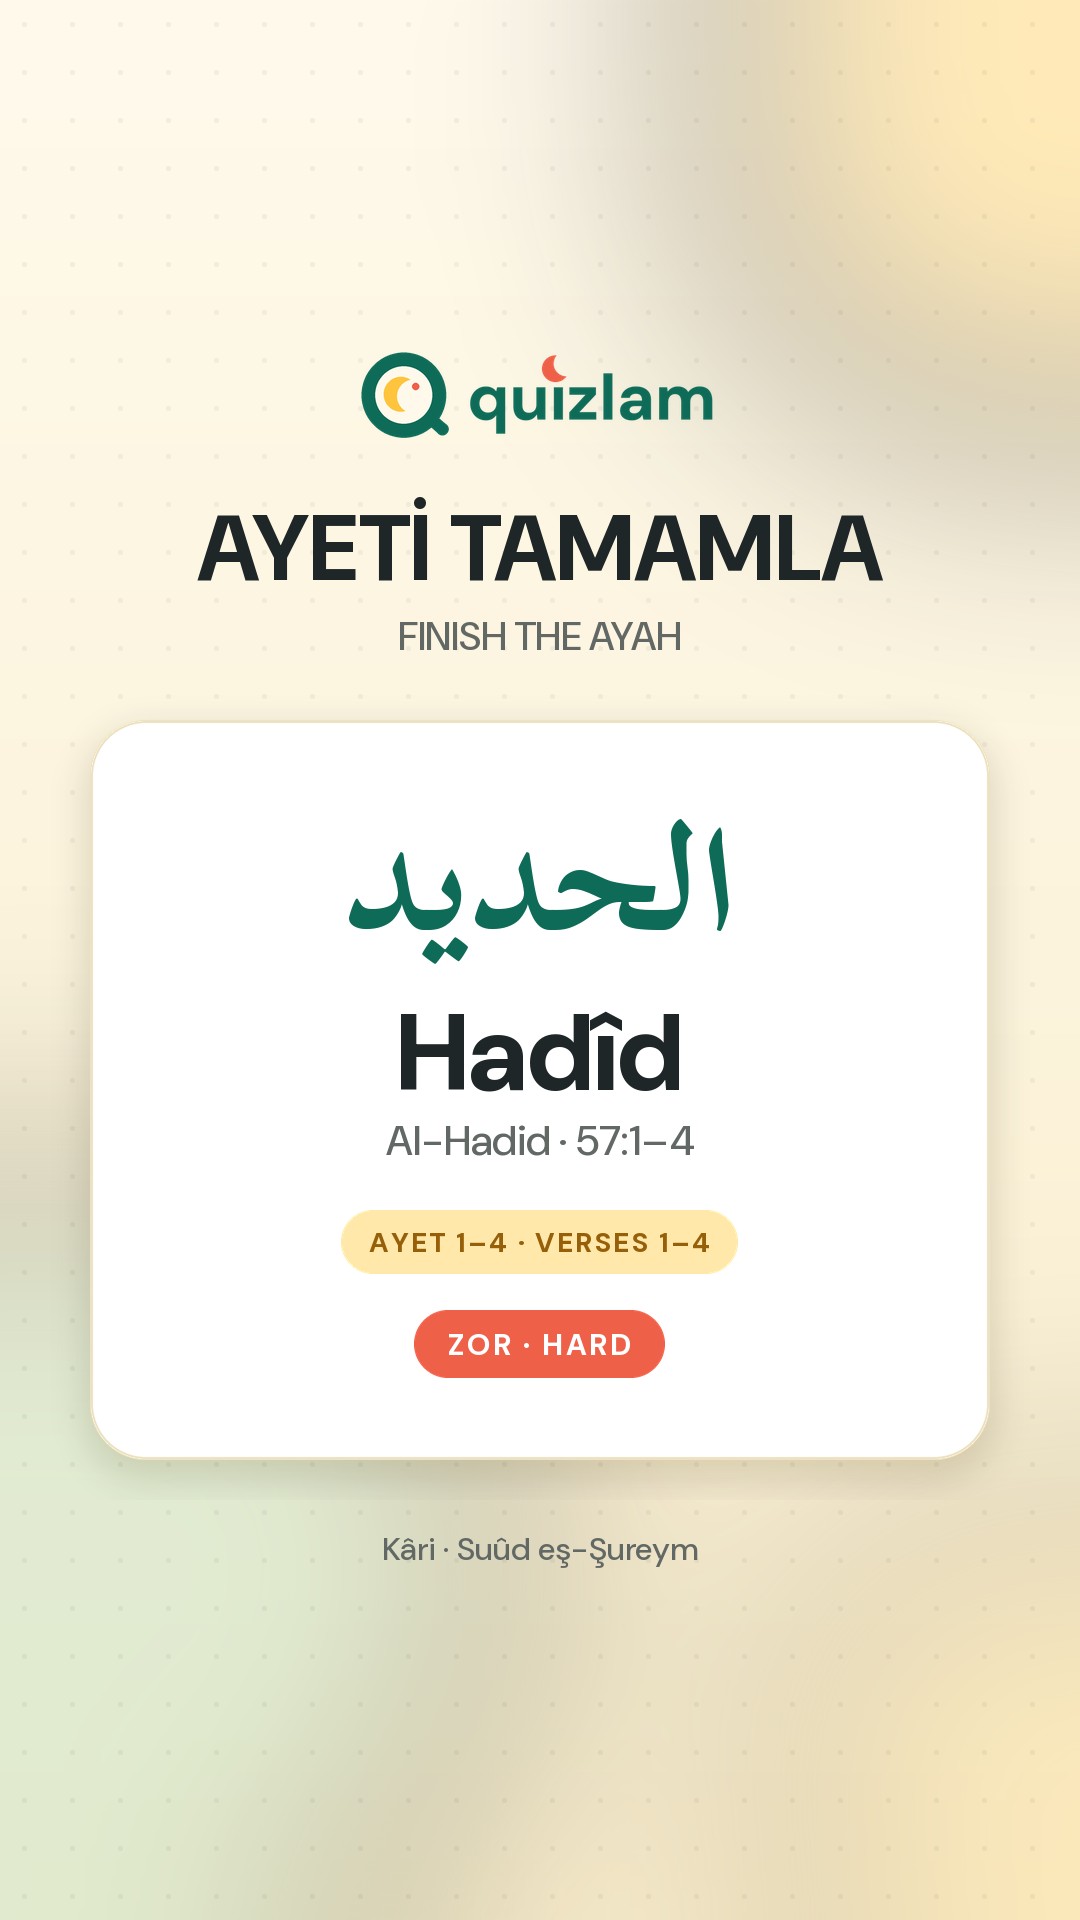 quizlam
AYETİ TAMAMLA
FINISH THE AYAH
الحديد
Hadîd
Al-Hadid · 57:1–4
AYET 1–4 · VERSES 1–4
ZOR · HARD
Kâri · Suûd eş-Şureym